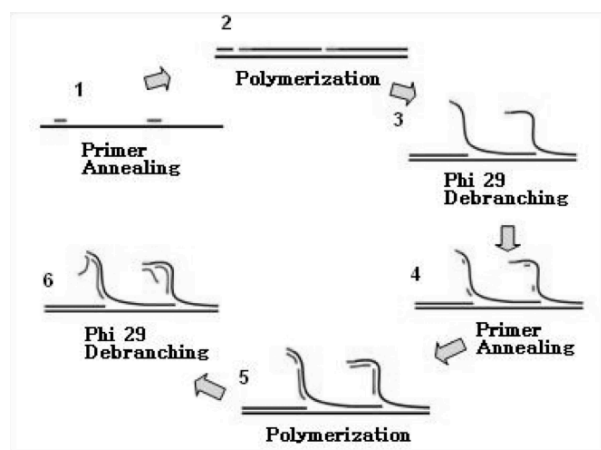 1
Primer
Annealing
2
Polymerization
3
Phi 29
Debranching
4
Primer
Annealing
5
Polymerization
6
Phi 29
Debranching